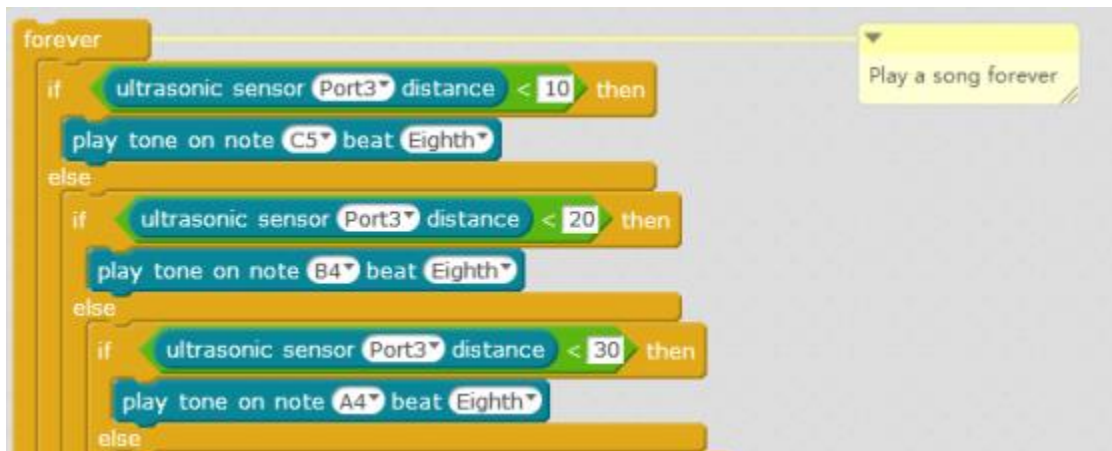 forever
Play a song forever
if ultrasonic sensor Port3 distance < 10 then
play tone on note C5 beat Eighth
else
if ultrasonic sensor Port3 distance < 20 then
play tone on note B4 beat Eighth
else
if ultrasonic sensor Port3 distance < 30 then
play tone on note A4 beat Eighth
else